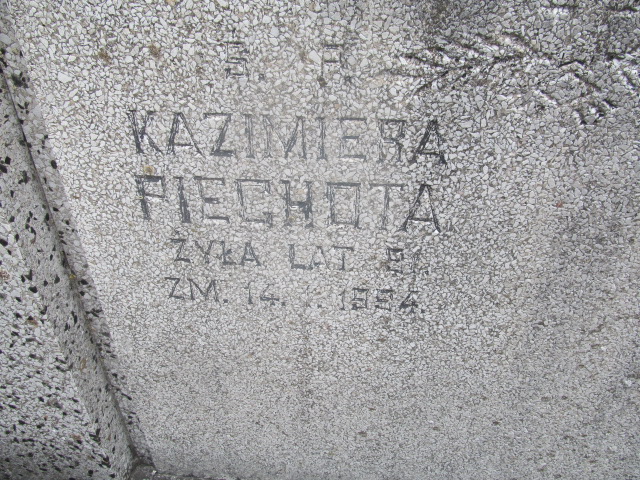 Ś. P.
KAZIMIERA
PIECHOTA
ŻYŁA LAT
ZM. 14.